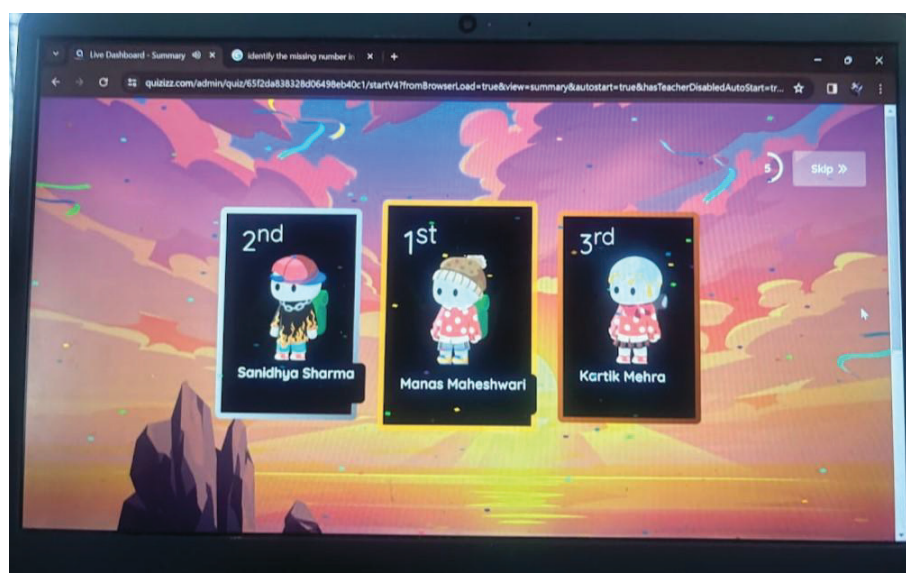 Live Dashboard - Summary
identify the missing number in
quizizz.com/admin/quiz/65f2da838328d06498eb40c1/startV4?fromBrowserLoad=true&view=summary&autostart=true&hasTeacherDisabledAutoStart=tr...
5
Skip
2nd
1st
3rd
Sanidhya Sharma
Manas Maheshwari
Kartik Mehra